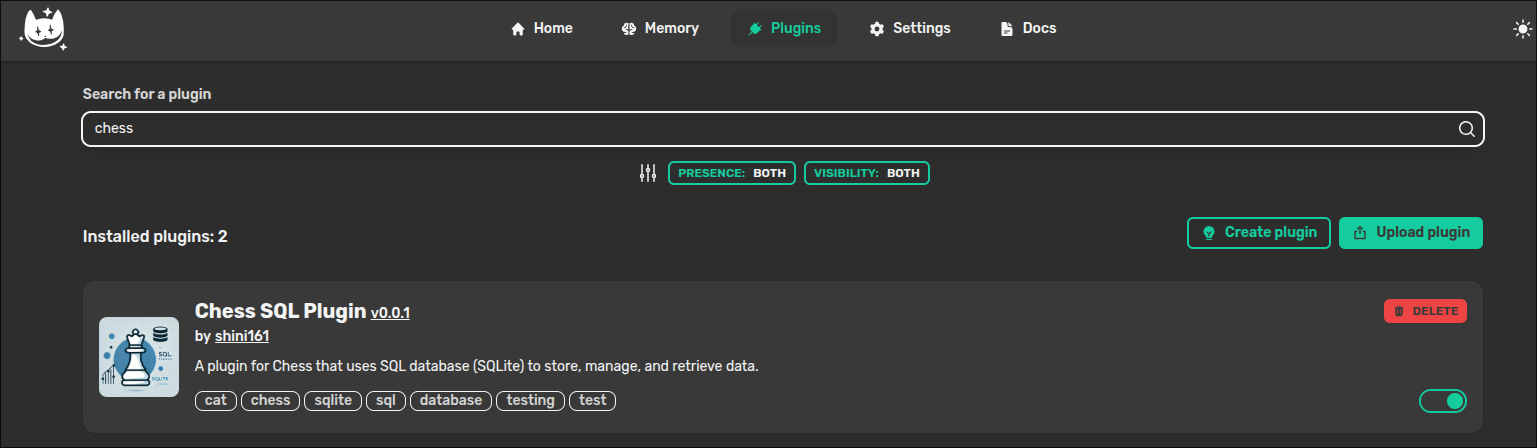 Home Memory Plugins Settings Docs
Search for a plugin
chess
PRESENCE: BOTH VISIBILITY: BOTH
Installed plugins: 2
Create plugin Upload plugin
Chess SQL Plugin v0.0.1
DELETE
by shini161
A plugin for Chess that uses SQL database (SQLite) to store, manage, and retrieve data.
cat chess sqlite sql database testing test
SQL